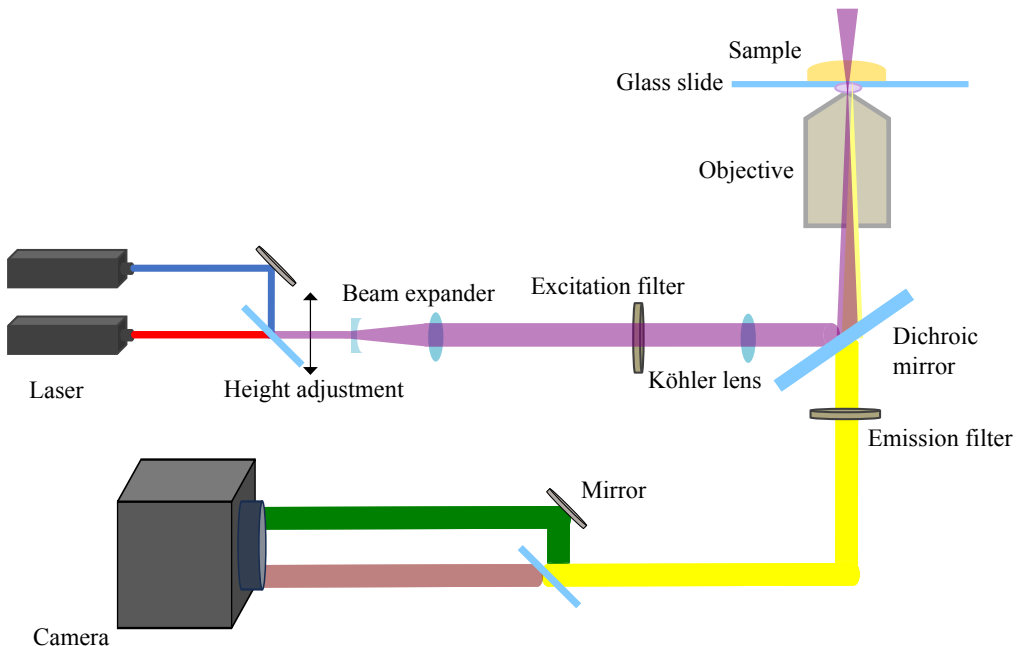 Sample
Glass slide
Objective
Excitation filter
Beam expander
Dichroic
mirror
Köhler lens
Height adjustment
Laser
Emission filter
Mirror
Camera